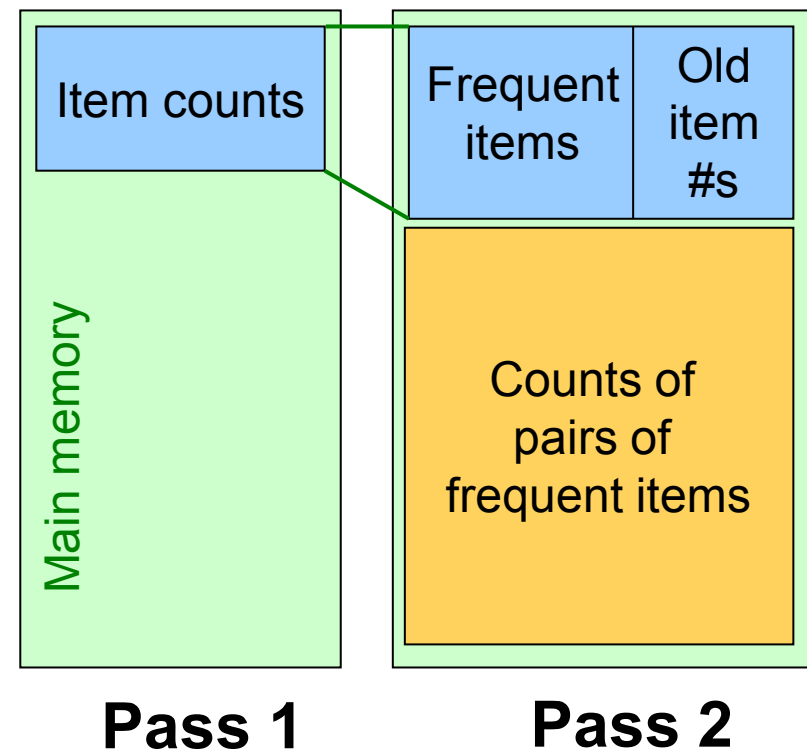 Item counts
Main memory
Frequent
items
Old
item
#s
Counts of
pairs of
frequent items
Pass 1
Pass 2